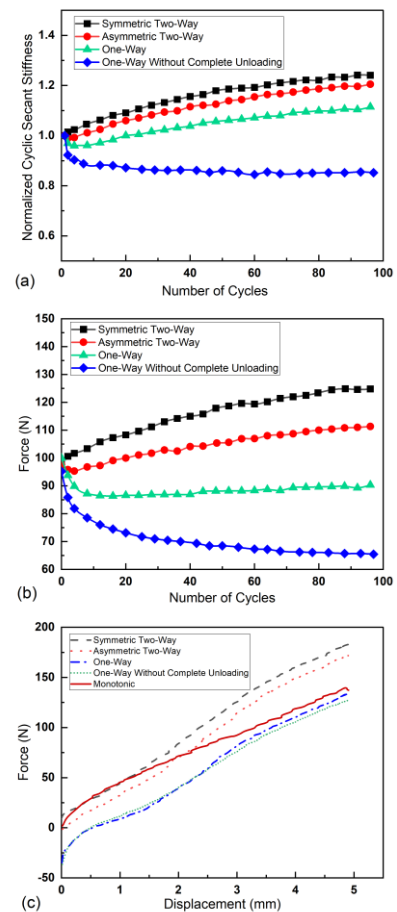 Symmetric Two-Way
Asymmetric Two-Way
One-Way
One-Way Without Complete Unloading
1.4
1.2
1.0
0.8
0.6
Normalized Cyclic Secant Stiffness
0 20 40 60 80 100
Number of Cycles
(a)
Symmetric Two-Way
Asymmetric Two-Way
One-Way
One-Way Without Complete Unloading
150
140
130
120
110
100
90
80
70
60
Force (N)
0 20 40 60 80 100
Number of Cycles
(b)
Symmetric Two-Way
Asymmetric Two-Way
One-Way
One-Way Without Complete Unloading
Monotonic
200
150
100
50
0
-50
Force (N)
0 1 2 3 4 5
Displacement (mm)
(c)